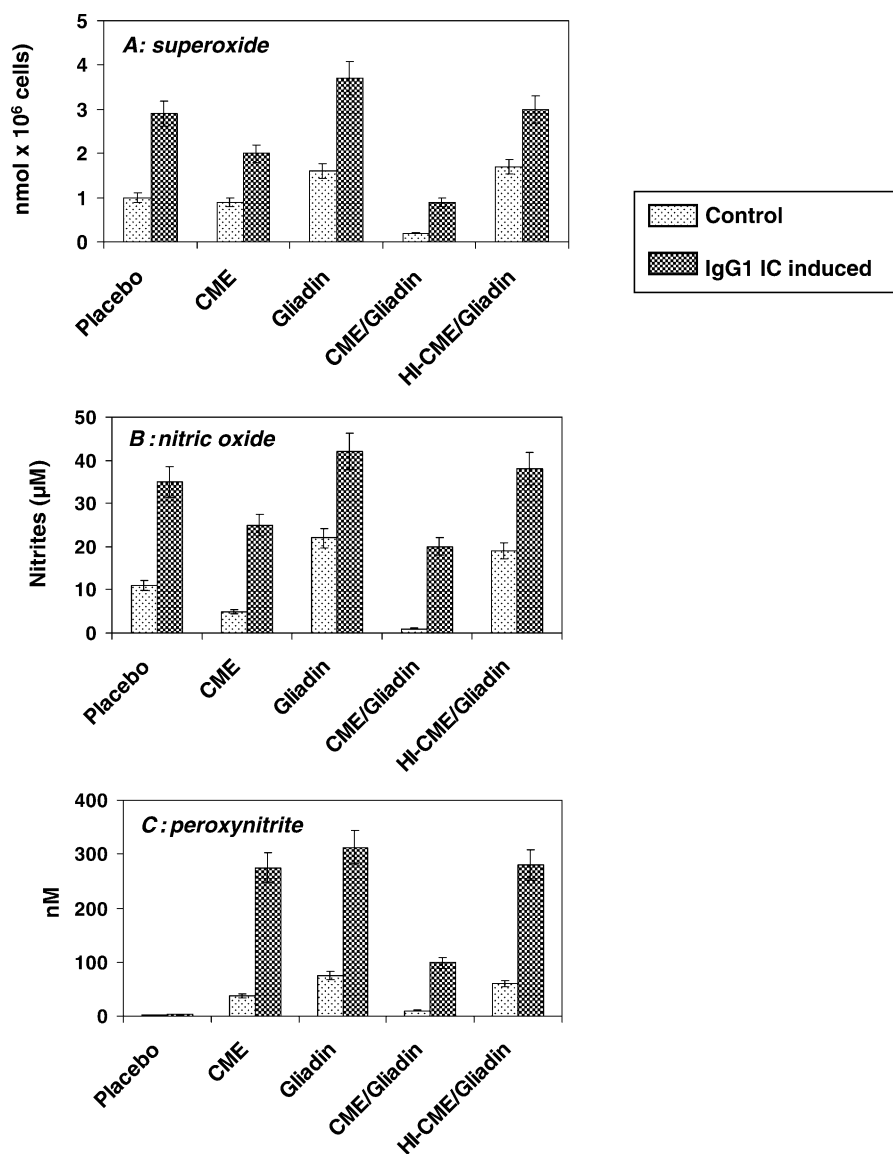 A: superoxide
nmol x 10⁶ cells)
5
4
3
2
1
0
Placebo
CME
Gliadin
CME/Gliadin
HI-CME/Gliadin
Control
IgG1 IC induced
B : nitric oxide
Nitrites (µM)
50
40
30
20
10
0
Placebo
CME
Gliadin
CME/Gliadin
HI-CME/Gliadin
C : peroxynitrite
nM
400
300
200
100
0
Placebo
CME
Gliadin
CME/Gliadin
HI-CME/Gliadin